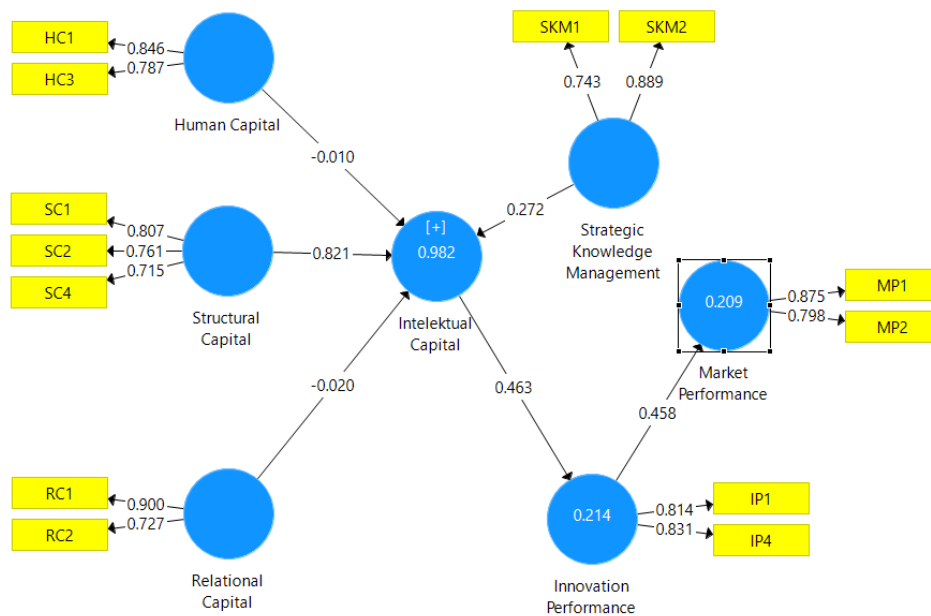 HC1
0.846
HC3
0.787
Human Capital
-0.010
SKM1
SKM2
0.743
0.889
Strategic
Knowledge
Management
0.272
SC1
0.807
SC2
0.761
SC4
0.715
Structural
Capital
0.821
[+]
0.982
Intelektual
Capital
0.209
Market
Performance
0.875
MP1
0.798
MP2
-0.020
0.463
0.458
RC1
0.900
RC2
0.727
Relational
Capital
0.214
Innovation
Performance
0.814
IP1
0.831
IP4